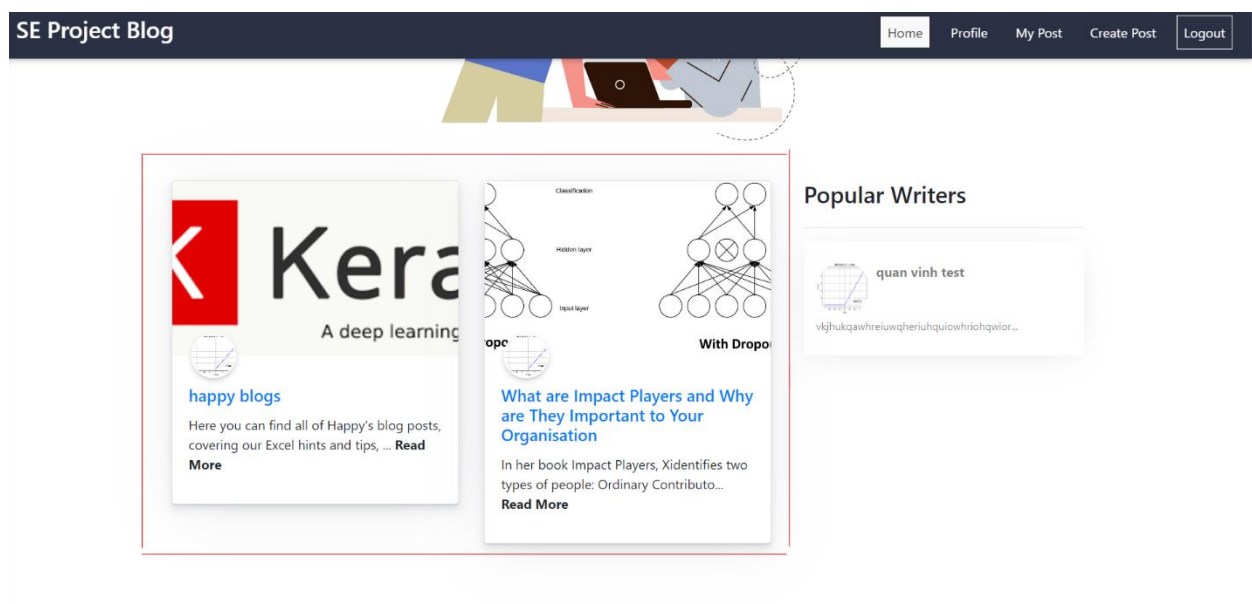 SE Project Blog
Home
Profile
My Post
Create Post
Logout
Kera
A deep learning
happy blogs
Here you can find all of Happy's blog posts,
covering our Excel hints and tips, ... Read
More
Classification
Hidden layer
Input layer
With Dropo
What are Impact Players and Why
are They Important to Your
Organisation
In her book Impact Players, Xidentifies two
types of people: Ordinary Contributo...
Read More
Popular Writers
quan vinh test